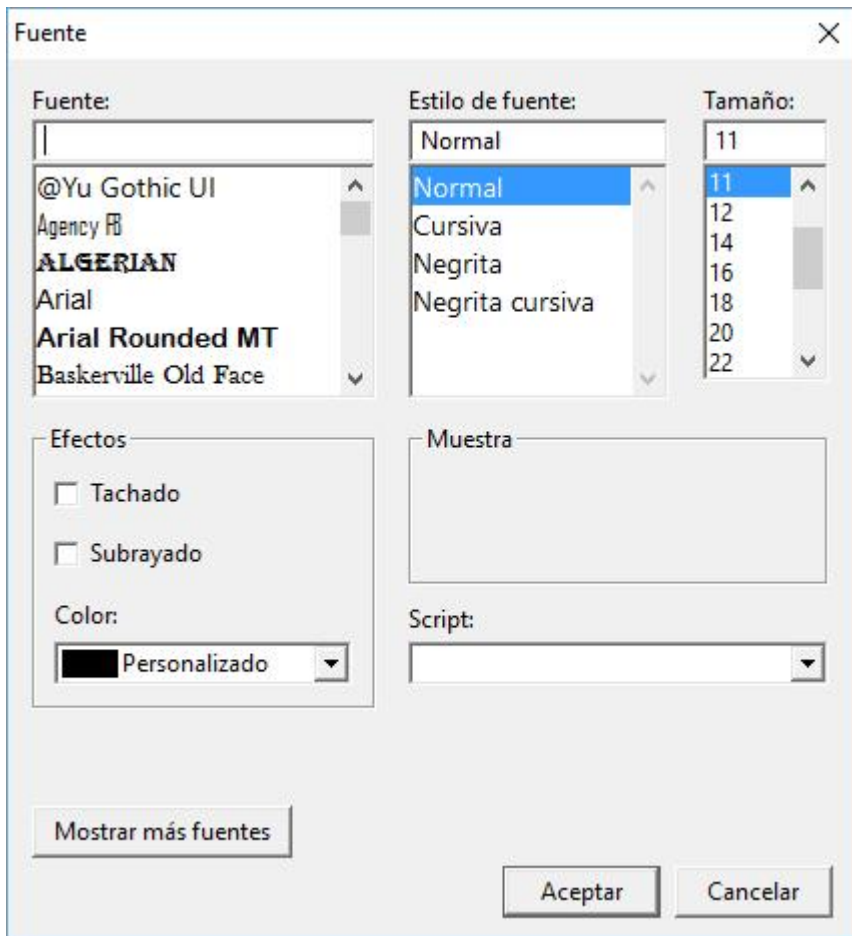 Fuente
Fuente:
Estilo de fuente:
Tamaño:
Normal
11
@Yu Gothic UI
Agency FB
ALGERIAN
Arial
Arial Rounded MT
Baskerville Old Face
Normal
Cursiva
Negrita
Negrita cursiva
11
12
14
16
18
20
22
Efectos
Tachado
Subrayado
Color:
Personalizado
Muestra
Script:
Mostrar más fuentes
Aceptar
Cancelar